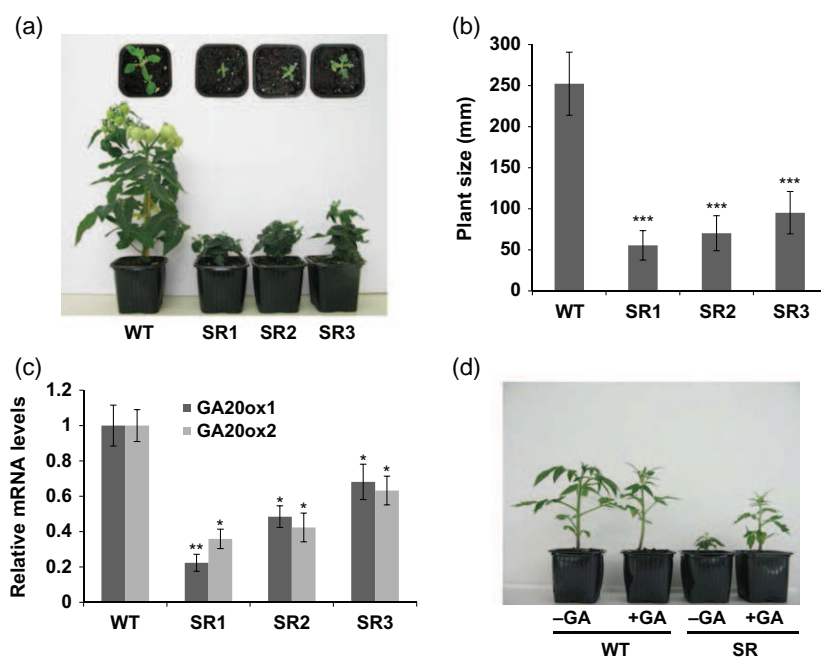 (a)
WT SR1 SR2 SR3
(b)
Plant size (mm)
300
250
200
150
100
50
0
***
***
***
WT SR1 SR2 SR3
(c)
Relative mRNA levels
1.2
1
0.8
0.6
0.4
0.2
0
GA20ox1
GA20ox2
**
*
*
*
*
*
WT SR1 SR2 SR3
(d)
–GA +GA –GA +GA
WT SR